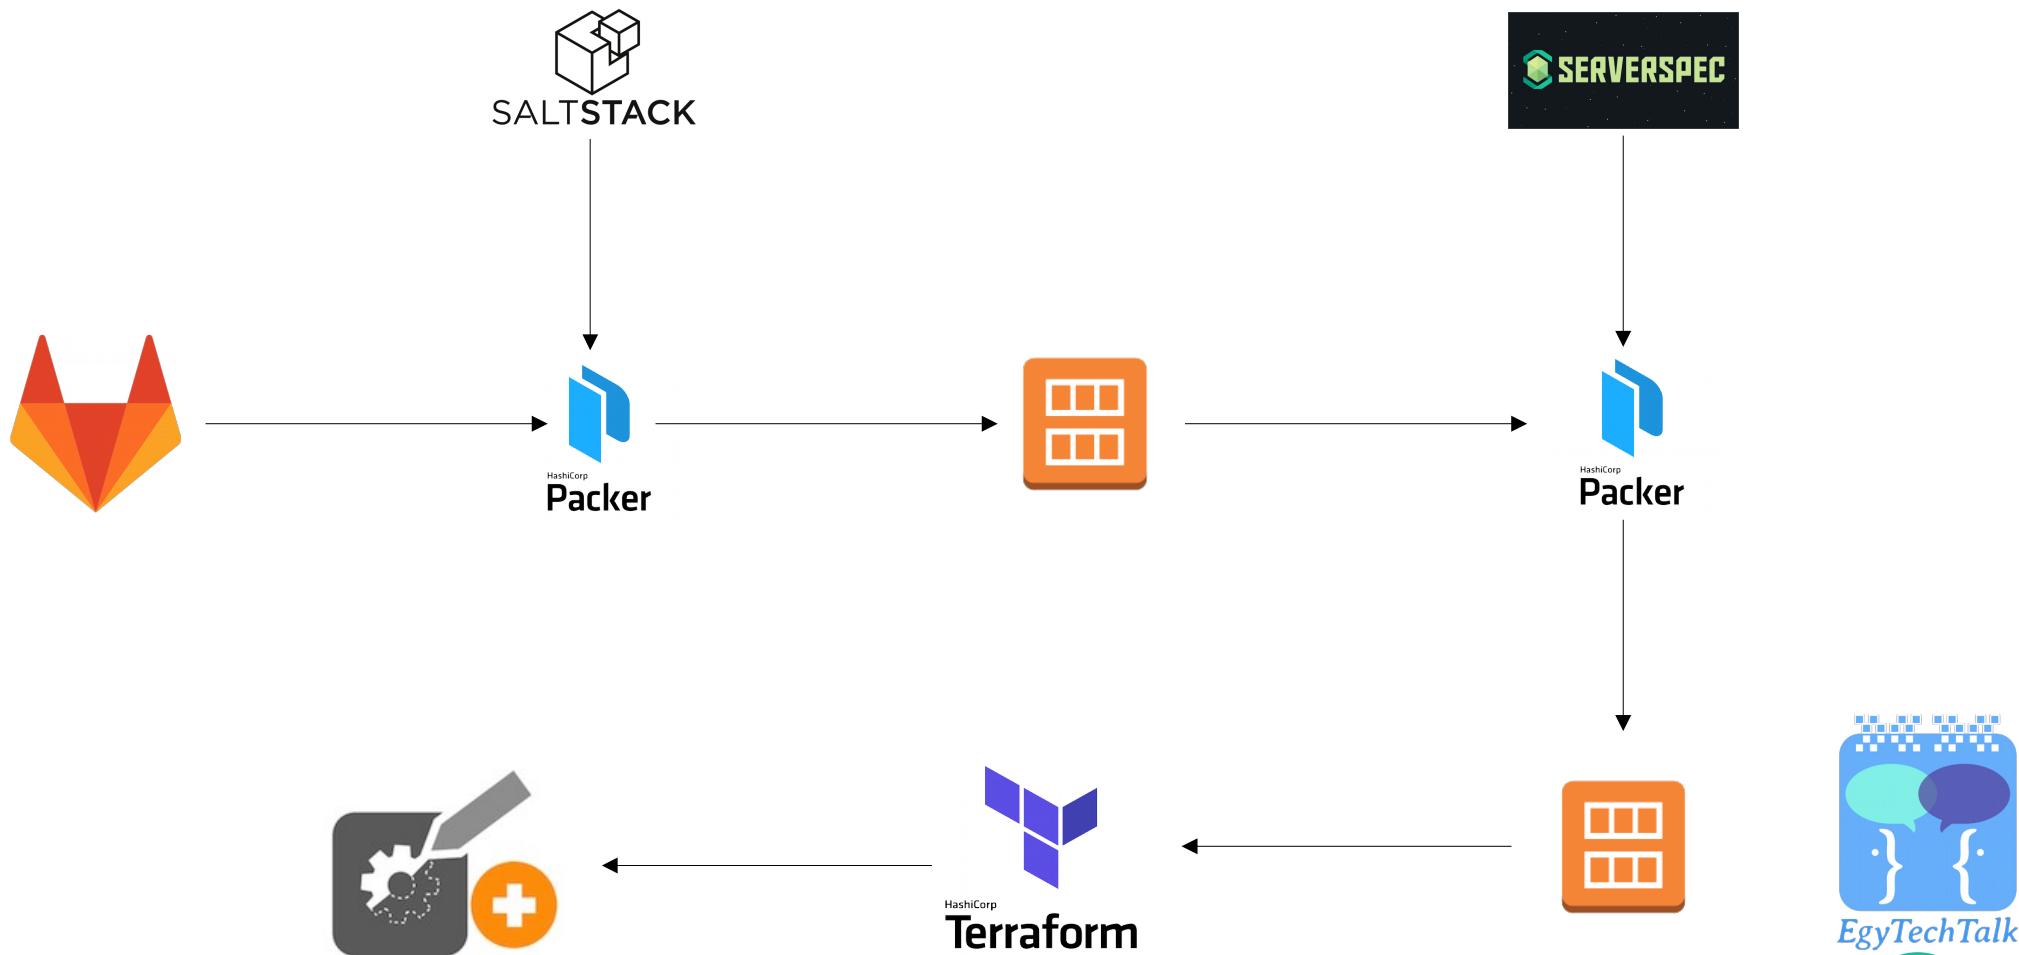 SALTSTACK
SERVERSPEC
HashiCorp
Packer
HashiCorp
Packer
HashiCorp
Terraform
EgyTechTalk